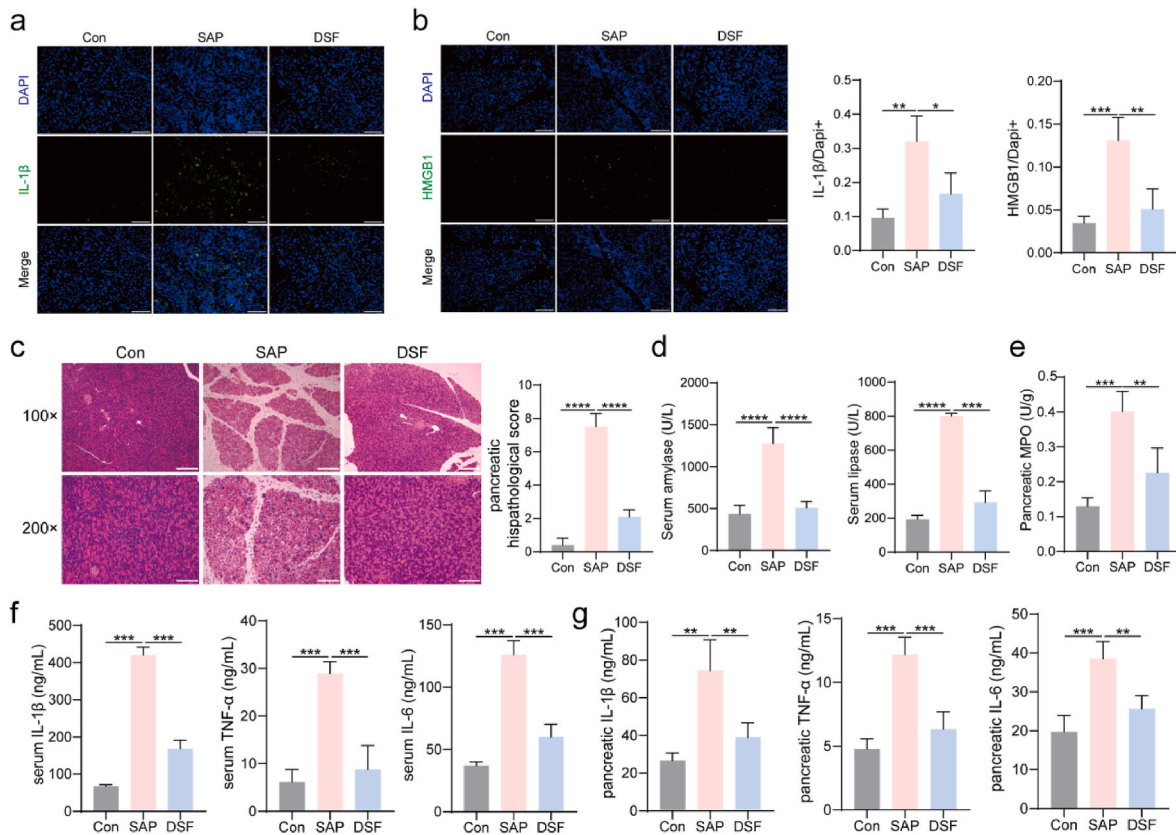 a
Con SAP DSF
DAPI
IL-1β
Merge
b
Con SAP DSF
DAPI
HMGB1
Merge
IL-1β/Dapi+
0.5
0.4
0.3
0.2
0.1
0.0
** *
Con SAP DSF
HMGB1/Dapi+
0.20
0.15
0.10
0.05
0.00
*** **
Con SAP DSF
c
Con SAP DSF
100×
200×
pancreatic
hispathological score
10
8
6
4
2
0
**** ****
Con SAP DSF
d
Serum amylase (U/L)
2000
1500
1000
500
0
**** ****
Con SAP DSF
Serum lipase (U/L)
1000
800
600
400
200
0
**** ***
Con SAP DSF
e
Pancreatic MPO (U/g)
0.5
0.4
0.3
0.2
0.1
0.0
*** **
Con SAP DSF
f
serum IL-1β (ng/mL)
500
400
300
200
100
0
*** ***
Con SAP DSF
serum TNF-α (ng/mL)
40
30
20
10
0
*** ***
Con SAP DSF
serum IL-6 (ng/mL)
150
100
50
0
*** ***
Con SAP DSF
g
pancreatic IL-1β (ng/mL)
100
80
60
40
20
0
** **
Con SAP DSF
pancreatic TNF-α (ng/mL)
15
10
5
0
*** ***
Con SAP DSF
pancreatic IL-6 (ng/mL)
50
40
30
20
10
0
*** **
Con SAP DSF